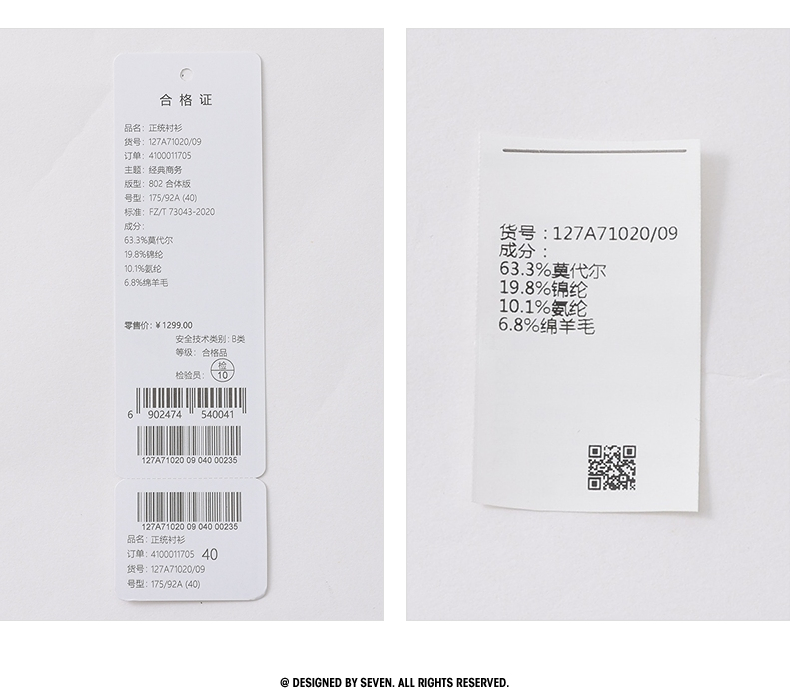 合格证
品名：正统衬衫
货号：127A71020/09
订单：4100011705
主题：经典商务
版型：802 合体版
号型：175/92A (40)
标准：FZ/T 73043-2020
成分：
63.3%莫代尔
19.8%锦纶
10.1%氨纶
6.8%绵羊毛
零售价：¥1299.00
安全技术类别：B类
等级：合格品
检验员：检 10
6 902474 540041
127A71020 09 040 00235
127A71020 09 040 00235
品名：正统衬衫
订单：4100011705 40
货号：127A71020/09
号型：175/92A (40)
货号：127A71020/09
成分：
63.3%莫代尔
19.8%锦纶
10.1%氨纶
6.8%绵羊毛
@ DESIGNED BY SEVEN. ALL RIGHTS RESERVED.